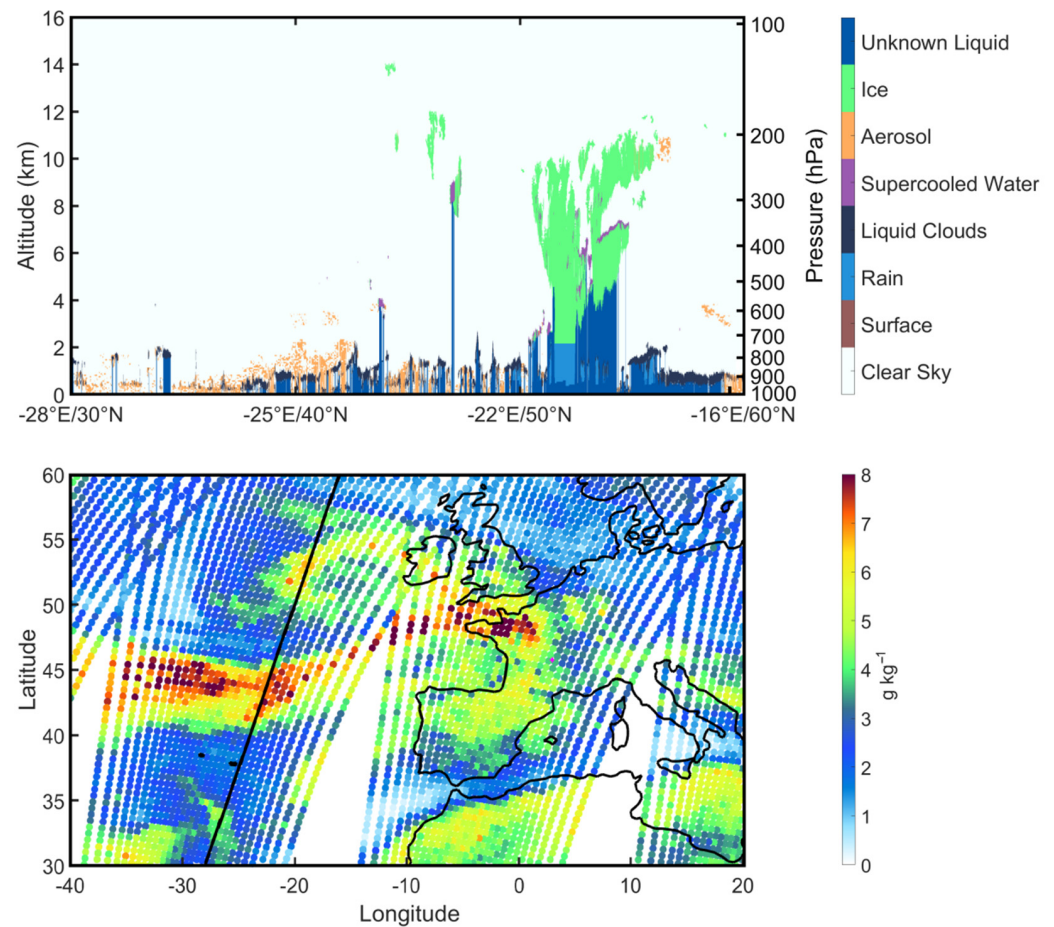 16
14
12
10
8
6
4
2
0
Altitude (km)
-28°E/30°N
-25°E/40°N
-22°E/50°N
-16°E/60°N
100
200
300
400
500
600
700
800
900
1000
Pressure (hPa)
Unknown Liquid
Ice
Aerosol
Supercooled Water
Liquid Clouds
Rain
Surface
Clear Sky
60
55
50
45
40
35
30
Latitude
-40
-30
-20
-10
0
10
20
Longitude
8
7
6
5
4
3
2
1
0
g kg⁻¹